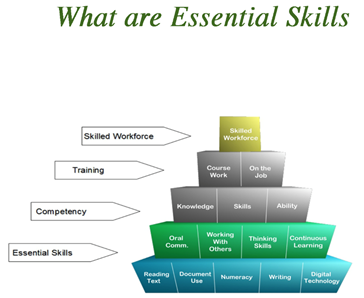 What are Essential Skills
Skilled Workforce
Skilled
Workforce
Training
Course
Work
On the
Job
Competency
Knowledge
Skills
Ability
Essential Skills
Oral
Comm.
Working
With
Others
Thinking
Skills
Continuous
Learning
Reading
Text
Document
Use
Numeracy
Writing
Digital
Technology